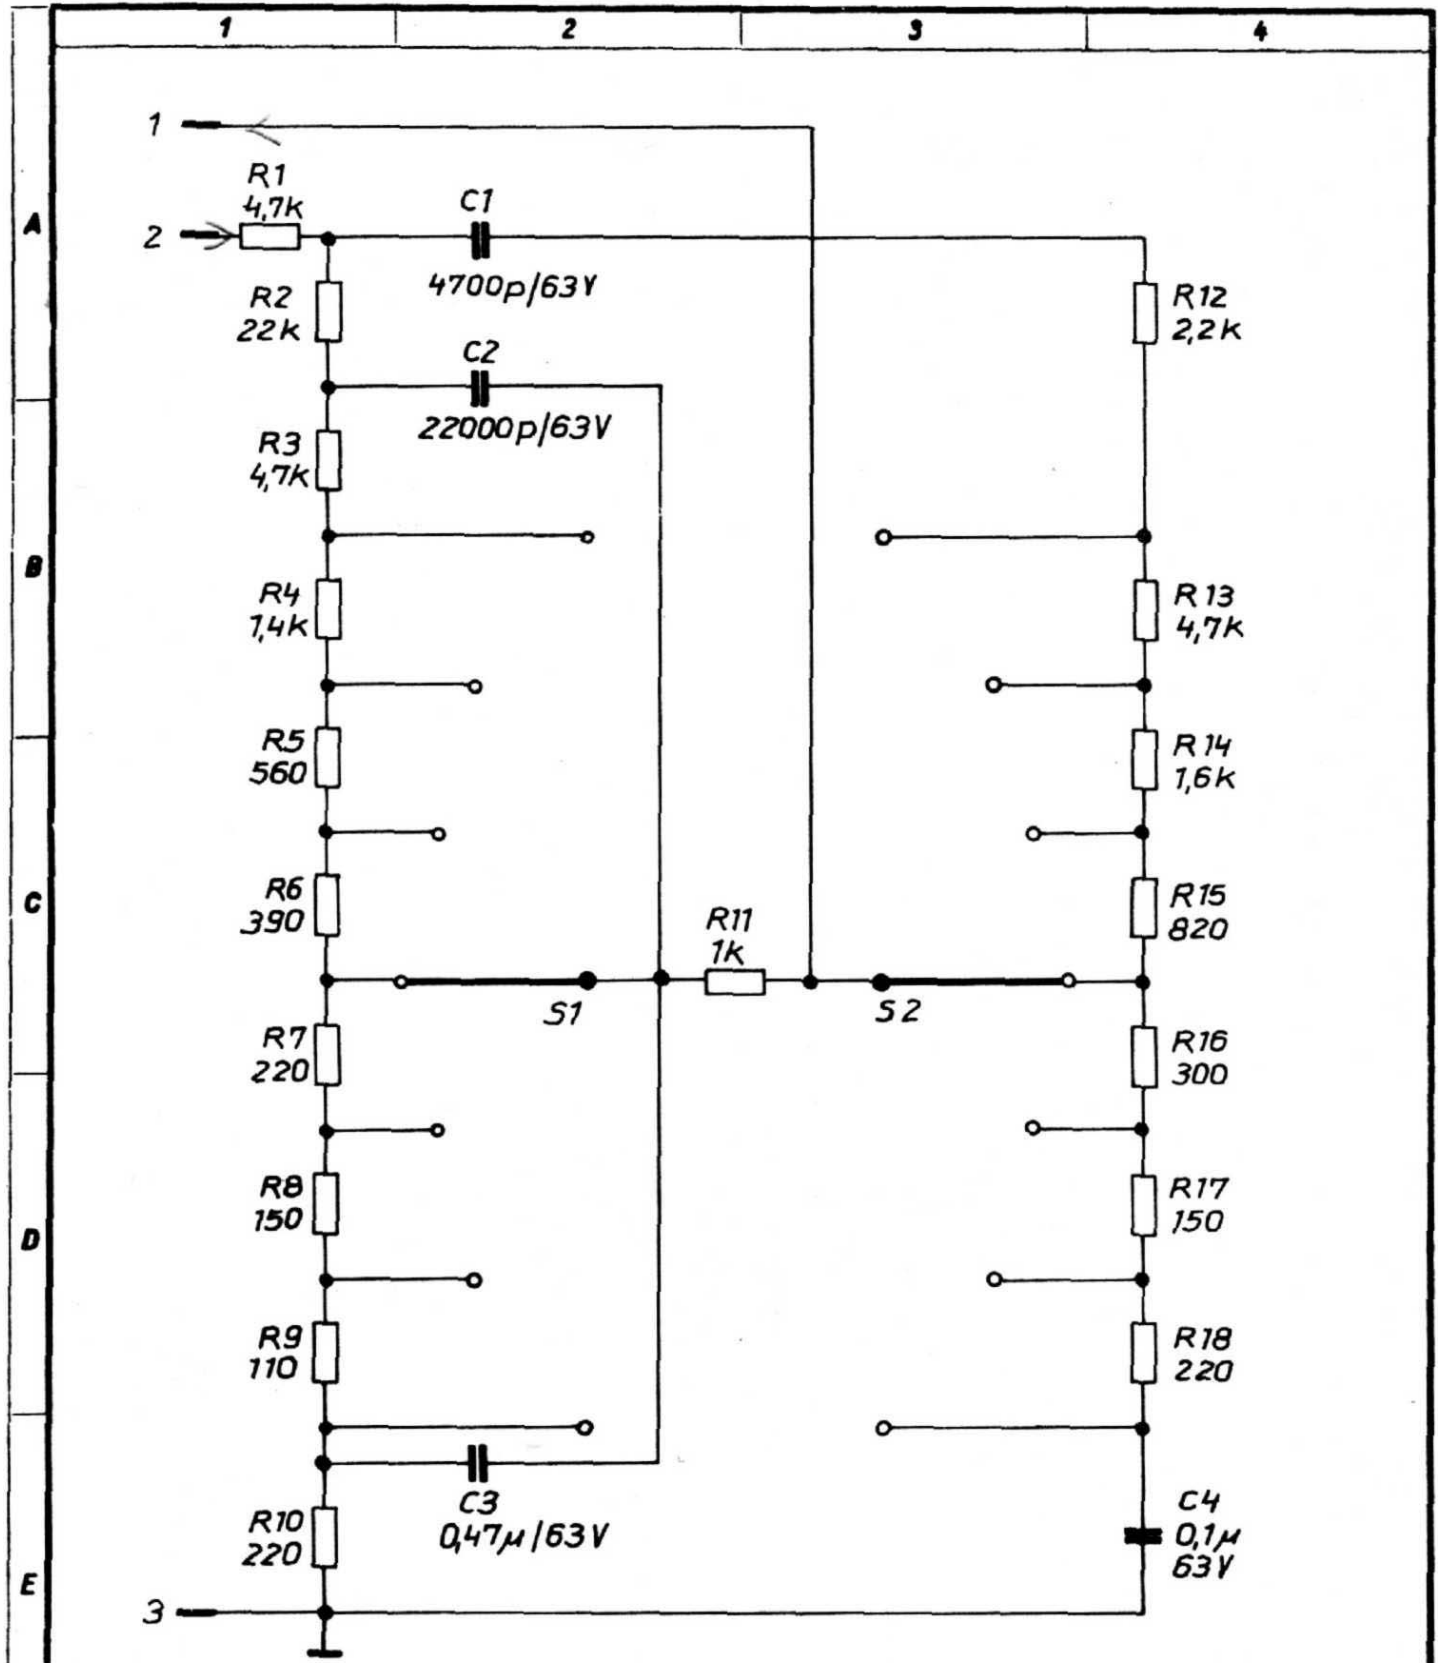 1 2 3 4
A
B
C
D
E
1
2
3
R1
4,7K
C1
4700p/63V
R2
22K
C2
22000p/63V
R3
4,7K
R4
1,4K
R5
560
R6
390
S1
R11
1K
S2
R7
220
R8
150
R9
110
C3
0,47µ/63V
R10
220
R12
2,2K
R13
4,7K
R14
1,6K
R15
820
R16
300
R17
150
R18
220
C4
0,1µ
63V